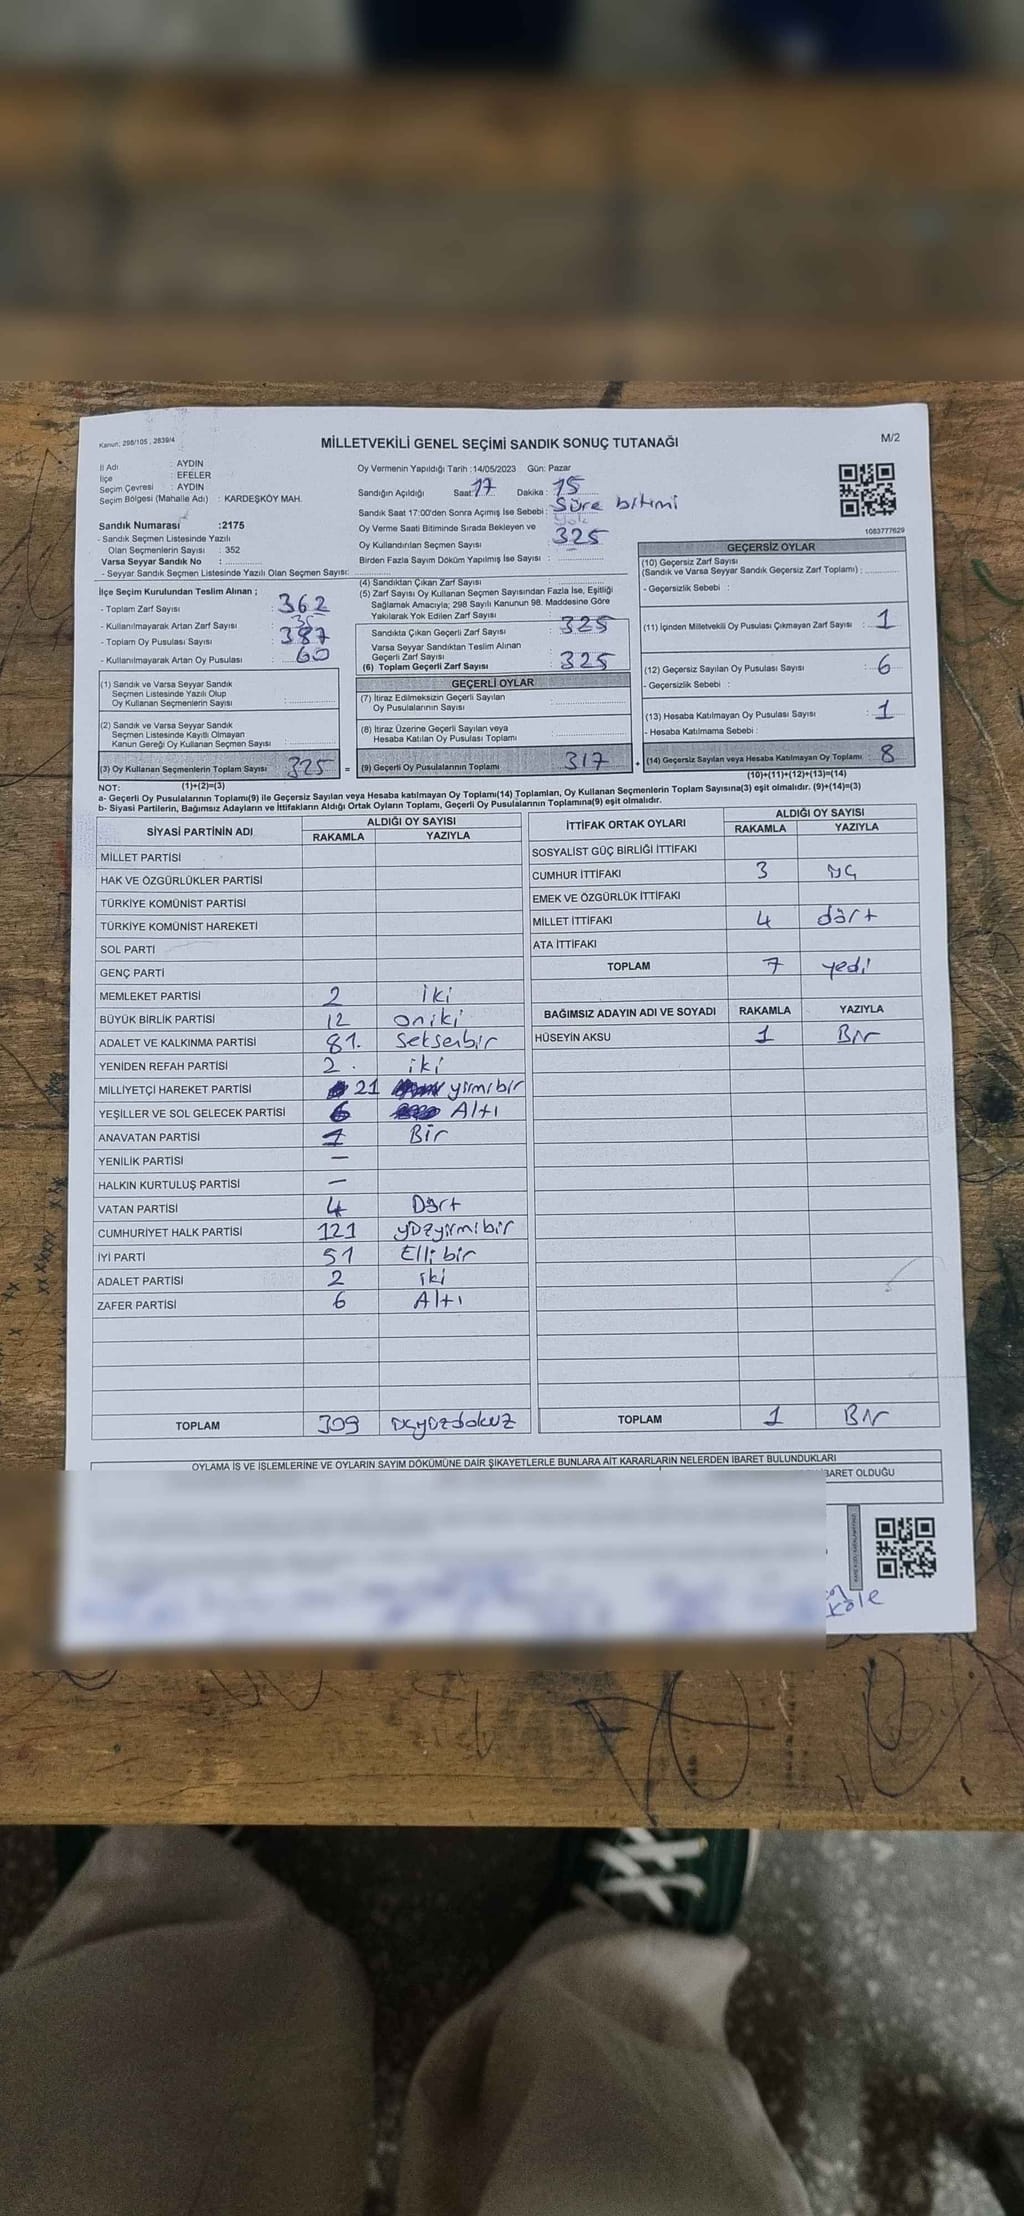 Kanun; 298/105 , 2839/4
MİLLETVEKİLİ GENEL SEÇİMİ SANDIK SONUÇ TUTANAĞI
M/2
İl Adı : AYDIN
İlçe : EFELER
Seçim Çevresi : AYDIN
Seçim Bölgesi (Mahalle Adı) : KARDEŞKÖY MAH.
Sandık Numarası :2175
- Sandık Seçmen Listesinde Yazılı
Olan Seçmenlerin Sayısı : 352
Varsa Seyyar Sandık No :
- Seyyar Sandık Seçmen Listesinde Yazılı Olan Seçmen Sayısı:
İlçe Seçim Kurulundan Teslim Alınan ;
- Toplam Zarf Sayısı : 362
- Kullanılmayarak Artan Zarf Sayısı :
- Toplam Oy Pusulası Sayısı : 387
- Kullanılmayarak Artan Oy Pusulası : 60
(1) Sandık ve Varsa Seyyar Sandık
Seçmen Listesinde Yazılı Olup
Oy Kullanan Seçmenlerin Sayısı :
(2) Sandık ve Varsa Seyyar Sandık
Seçmen Listesinde Kayıtlı Olmayan
Kanun Gereği Oy Kullanan Seçmen Sayısı :
(3) Oy Kullanan Seçmenlerin Toplam Sayısı : 325 =
Oy Vermenin Yapıldığı Tarih :14/05/2023 Gün: Pazar
Sandığın Açıldığı Saat: 17 Dakika : 15
Sandık Saat 17:00'den Sonra Açımış İse Sebebi : Süre bitimi
Oy Verme Saati Bitiminde Sırada Bekleyen ve
Oy Kullandırılan Seçmen Sayısı : 325
Birden Fazla Sayım Döküm Yapılmış İse Sayısı :
(4) Sandıktan Çıkan Zarf Sayısı :
(5) Zarf Sayısı Oy Kullanan Seçmen Sayısından Fazla İse, Eşitliği
Sağlamak Amacıyla; 298 Sayılı Kanunun 98. Maddesine Göre
Yakılarak Yok Edilen Zarf Sayısı :
Sandıkta Çıkan Geçerli Zarf Sayısı : 325
Varsa Seyyar Sandıktan Teslim Alınan
Geçerli Zarf Sayısı :
(6) Toplam Geçerli Zarf Sayısı : 325
GEÇERLİ OYLAR
(7) İtiraz Edilmeksizin Geçerli Sayılan
Oy Pusulalarının Sayısı :
(8) İtiraz Üzerine Geçerli Sayılan veya
Hesaba Katılan Oy Pusulası Toplamı :
(9) Geçerli Oy Pusulalarının Toplamı : 317 +
1083777629
GEÇERSİZ OYLAR
(10) Geçersiz Zarf Sayısı
(Sandık ve Varsa Seyyar Sandık Geçersiz Zarf Toplamı) :
- Geçersizlik Sebebi :
(11) İçinden Milletvekili Oy Pusulası Çıkmayan Zarf Sayısı : 1
(12) Geçersiz Sayılan Oy Pusulası Sayısı : 6
- Geçersizlik Sebebi :
(13) Hesaba Katılmayan Oy Pusulası Sayısı : 1
- Hesaba Katılmama Sebebi :
(14) Geçersiz Sayılan veya Hesaba Katılmayan Oy Toplamı : 8
NOT: (1)+(2)=(3) (10)+(11)+(12)+(13)=(14)
a- Geçerli Oy Pusulalarının Toplamı(9) ile Geçersiz Sayılan veya Hesaba katılmayan Oy Toplamı(14) Toplamları, Oy Kullanan Seçmenlerin Toplam Sayısına(3) eşit olmalıdır. (9)+(14)=(3)
b- Siyasi Partilerin, Bağımsız Adayların ve İttifakların Aldığı Ortak Oyların Toplamı, Geçerli Oy Pusulalarının Toplamına(9) eşit olmalıdır.
SİYASİ PARTİNİN ADI ALDIĞI OY SAYISI
RAKAMLA YAZIYLA
MİLLET PARTİSİ
HAK VE ÖZGÜRLÜKLER PARTİSİ
TÜRKİYE KOMÜNİST PARTİSİ
TÜRKİYE KOMÜNİST HAREKETİ
SOL PARTİ
GENÇ PARTİ
MEMLEKET PARTİSİ 2 iki
BÜYÜK BİRLİK PARTİSİ 12 oniki
ADALET VE KALKINMA PARTİSİ 81. Seksenbir
YENİDEN REFAH PARTİSİ 2. iki
MİLLİYETÇİ HAREKET PARTİSİ 21 yirmibir
YEŞİLLER VE SOL GELECEK PARTİSİ 6 Altı
ANAVATAN PARTİSİ 1 Bir
YENİLİK PARTİSİ —
HALKIN KURTULUŞ PARTİSİ —
VATAN PARTİSİ 4 Dört
CUMHURİYET HALK PARTİSİ 121 yüzyirmibir
İYİ PARTİ 51 Elli bir
ADALET PARTİSİ 2 iki
ZAFER PARTİSİ 6 Altı
TOPLAM 309 üçyüzdokuz
İTTİFAK ORTAK OYLARI ALDIĞI OY SAYISI
RAKAMLA YAZIYLA
SOSYALİST GÜÇ BİRLİĞİ İTTİFAKI
CUMHUR İTTİFAKI 3 üç
EMEK VE ÖZGÜRLÜK İTTİFAKI
MİLLET İTTİFAKI 4 dört
ATA İTTİFAKI
TOPLAM 7 yedi
BAĞIMSIZ ADAYIN ADI VE SOYADI RAKAMLA YAZIYLA
HÜSEYİN AKSU 1 Bir
TOPLAM 1 Bir
OYLAMA İŞ VE İŞLEMLERİNE VE OYLARIN SAYIM DÖKÜMÜNE DAİR ŞİKAYETLERLE BUNLARA AİT KARARLARIN NELERDEN İBARET BULUNDUKLARI
BARET OLDUĞU